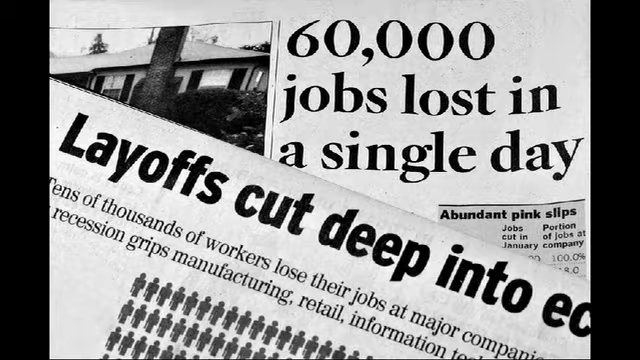 60,000
jobs lost in
a single day
Layoffs cut deep into
Tens of thousands of workers lose their jobs at major
recession grips manufacturing, retail, information
Abundant pink slips
Jobs Portion
cut in of jobs at
January company
100.0%